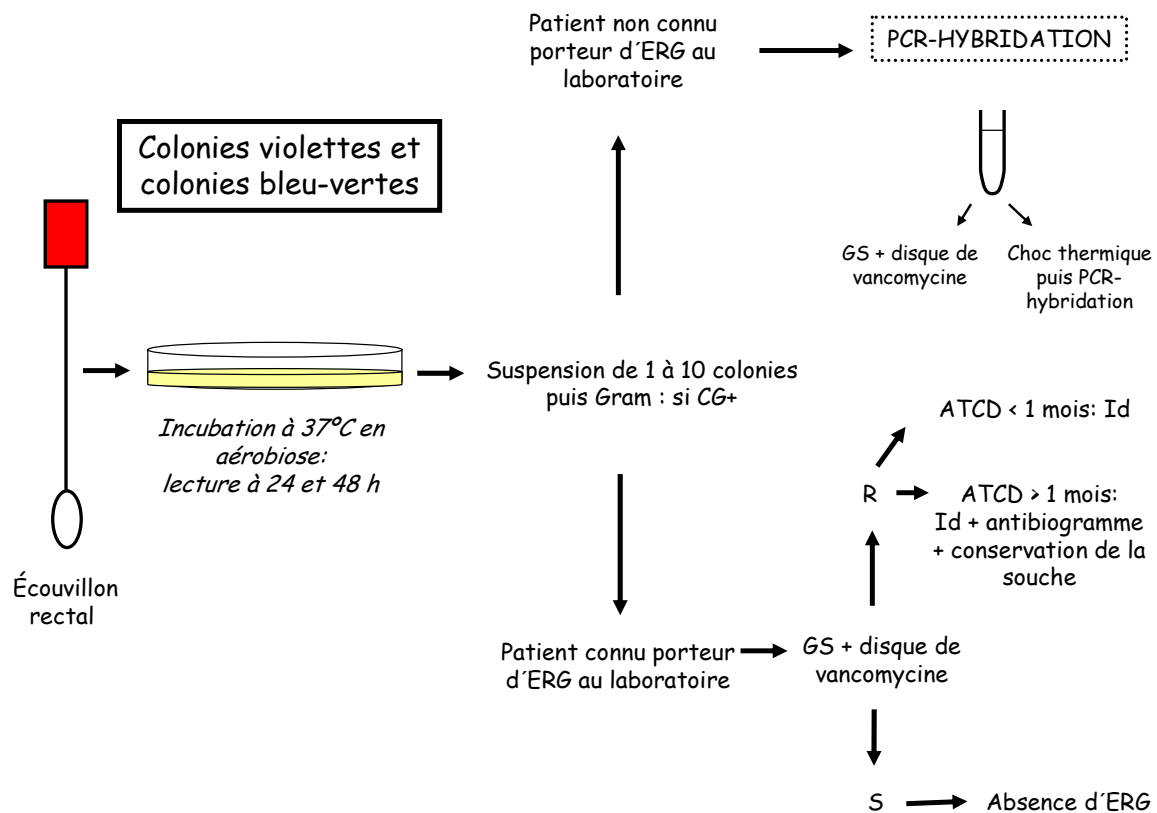 Patient non connu
porteur d´ERG au
laboratoire
PCR-HYBRIDATION
Colonies violettes et
colonies bleu-vertes
GS + disque de
vancomycine
Choc thermique
puis PCR-
hybridation
Suspension de 1 à 10 colonies
puis Gram : si CG+
Incubation à 37ºC en
aérobiose:
lecture à 24 et 48 h
Écouvillon
rectal
ATCD < 1 mois: Id
R
ATCD > 1 mois:
Id + antibiogramme
+ conservation de la
souche
Patient connu porteur
d´ERG au laboratoire
GS + disque de
vancomycine
S
Absence d´ERG